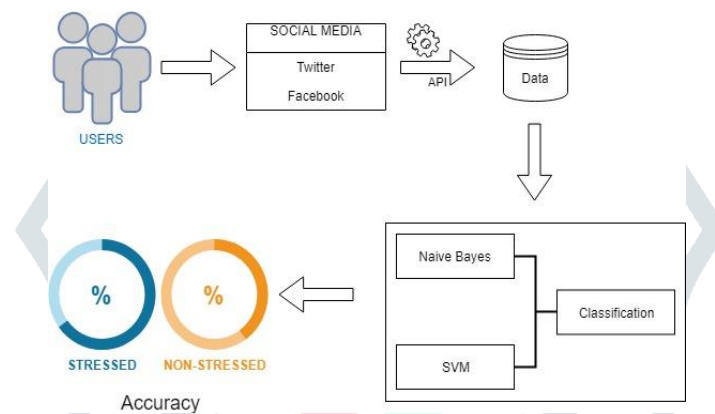 SOCIAL MEDIA
Twitter
Facebook
API
Data
USERS
Naive Bayes
Classification
SVM
%
%
STRESSED
NON-STRESSED
Accuracy